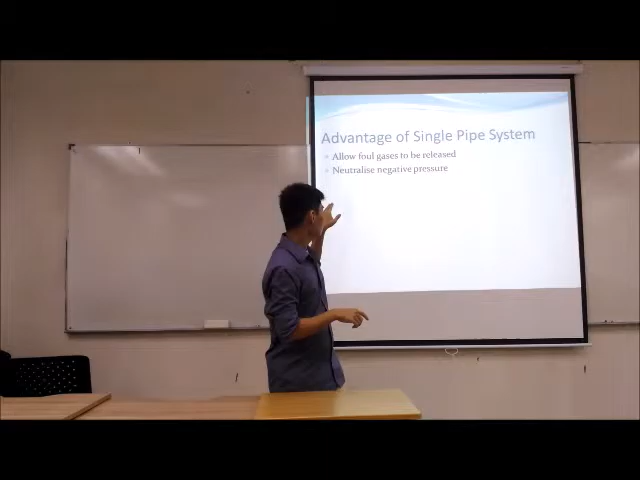 Advantage of Single Pipe System
Allow foul gases to be released
Neutralise negative pressure